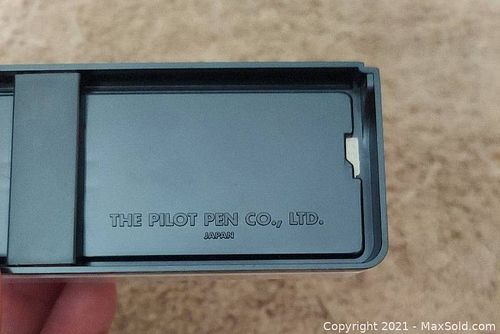 THE PILOT PEN CO., LTD.
JAPAN
Copyright 2021 - MaxSold.com